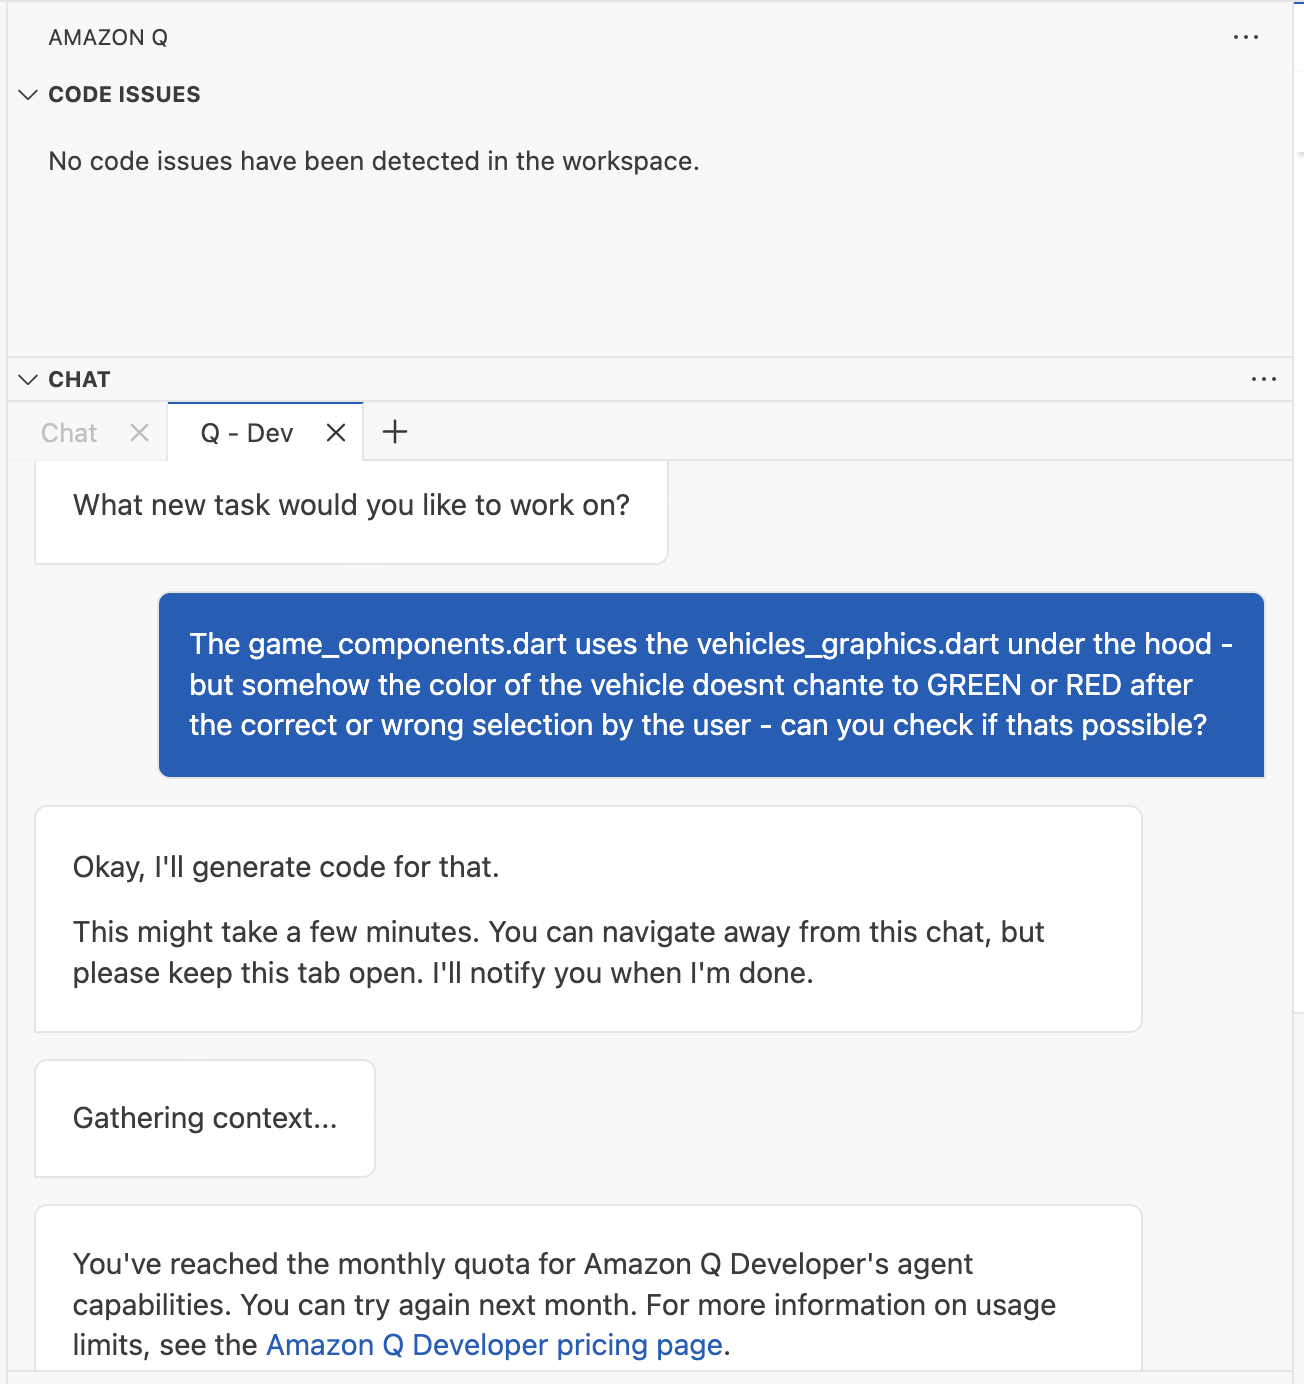 AMAZON Q
CODE ISSUES
No code issues have been detected in the workspace.
CHAT
Chat
Q - Dev
What new task would you like to work on?
The game_components.dart uses the vehicles_graphics.dart under the hood -
but somehow the color of the vehicle doesnt chante to GREEN or RED after
the correct or wrong selection by the user - can you check if thats possible?
Okay, I'll generate code for that.
This might take a few minutes. You can navigate away from this chat, but
please keep this tab open. I'll notify you when I'm done.
Gathering context...
You've reached the monthly quota for Amazon Q Developer's agent
capabilities. You can try again next month. For more information on usage
limits, see the Amazon Q Developer pricing page.